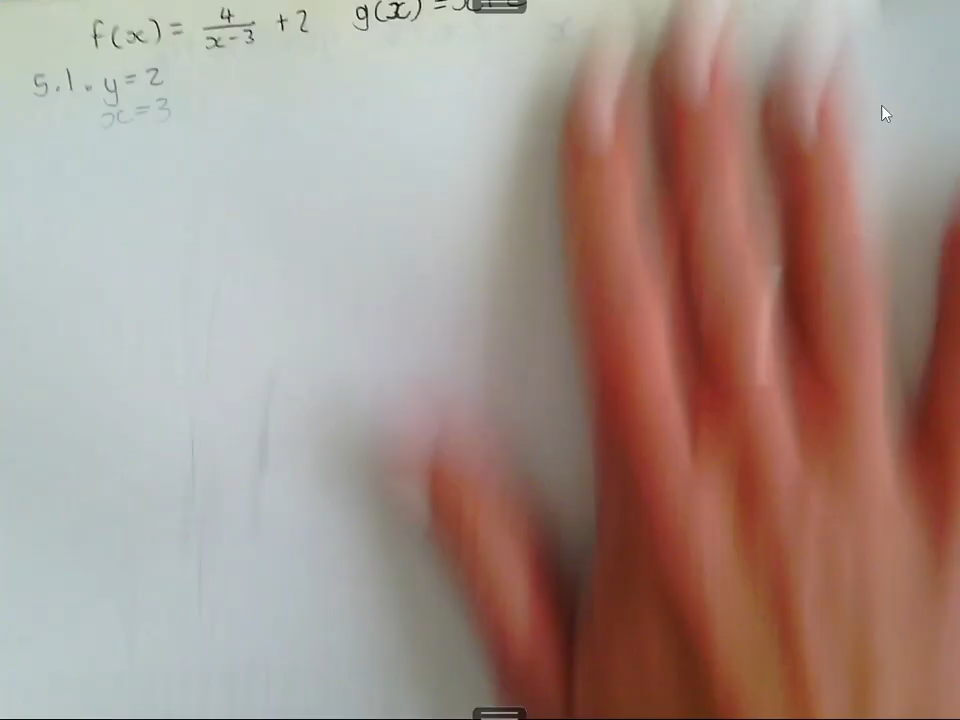 f(x) = 4/(x-3) + 2 g(x) = x +
5.1. y = 2
x = 3